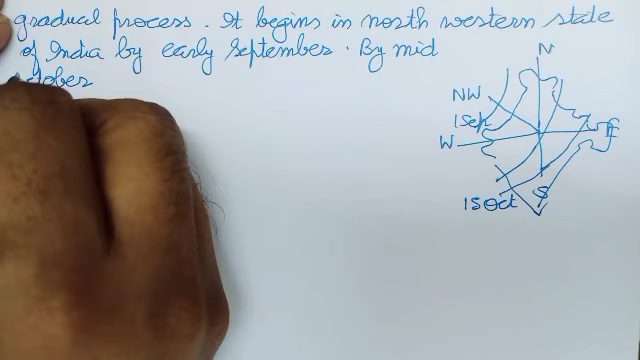 gradual process. It begins in north western state
of India by early September. By mid
october
N
NW
1 Sep
W
E
S
15 Oct